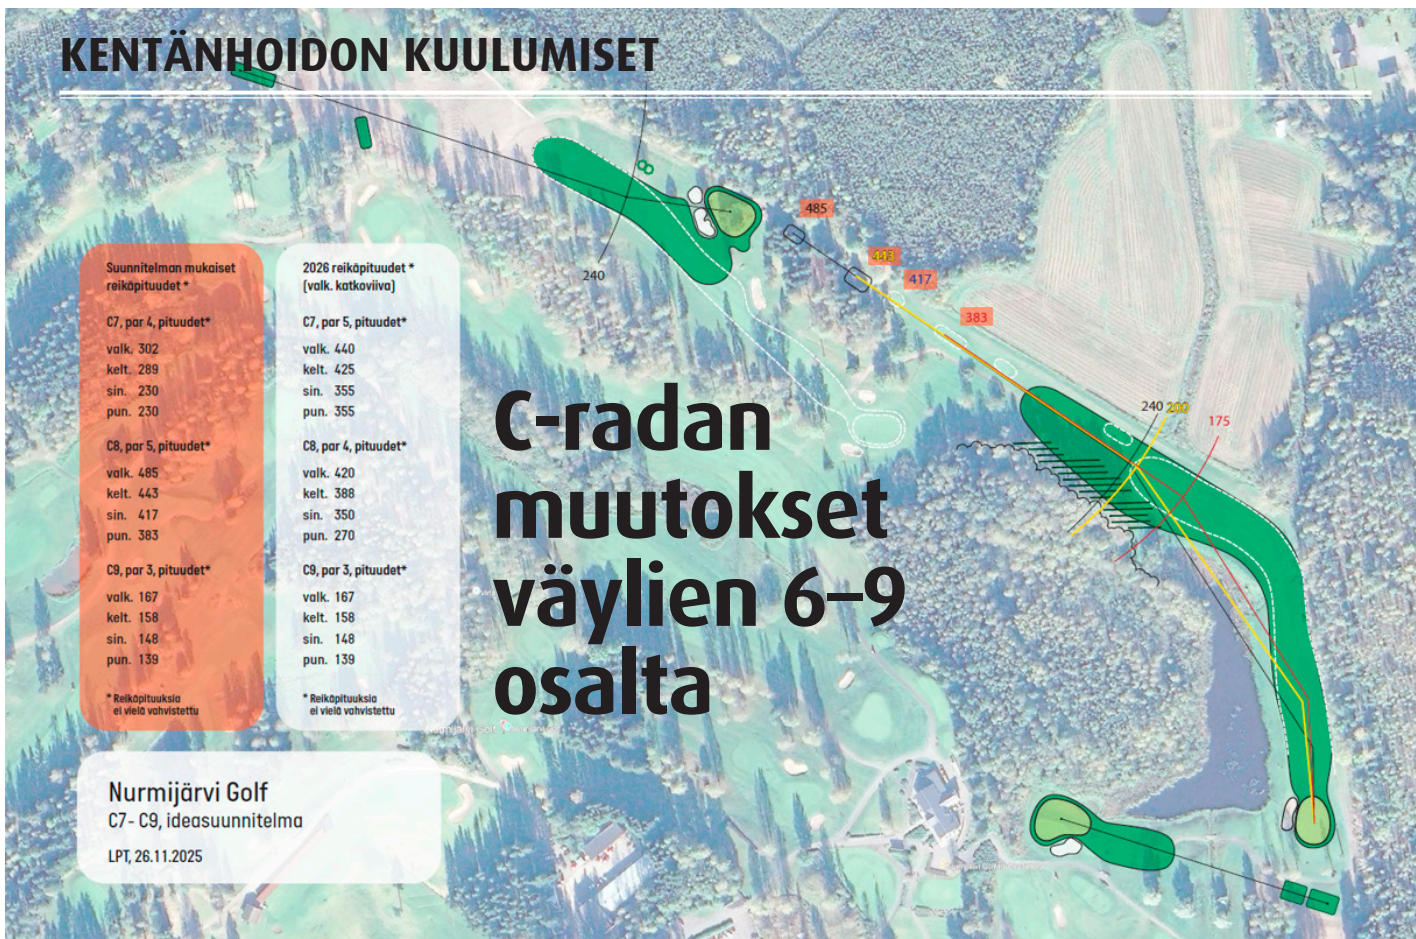 KENTÄNHOIDON KUULUMISET
240
8
485
443
417
383
240 200
175
Suunnitelman mukaiset
reikäpituudet *
C7, par 4, pituudet*
valk. 302
kelt. 289
sin. 230
pun. 230
C8, par 5, pituudet*
valk. 485
kelt. 443
sin. 417
pun. 383
C9, par 3, pituudet*
valk. 167
kelt. 158
sin. 148
pun. 139
* Reikäpituuksia
ei vielä vahvistettu
2026 reikäpituudet *
(valk. katkoviiva)
C7, par 5, pituudet*
valk. 440
kelt. 425
sin. 355
pun. 355
C8, par 4, pituudet*
valk. 420
kelt. 388
sin. 350
pun. 270
C9, par 3, pituudet*
valk. 167
kelt. 158
sin. 148
pun. 139
* Reikäpituuksia
ei vielä vahvistettu
C-radan
muutokset
väylien 6–9
osalta
Nurmijärvi Golf
Nurmijärvi Golf
C7- C9, ideasuunnitelma
LPT, 26.11.2025